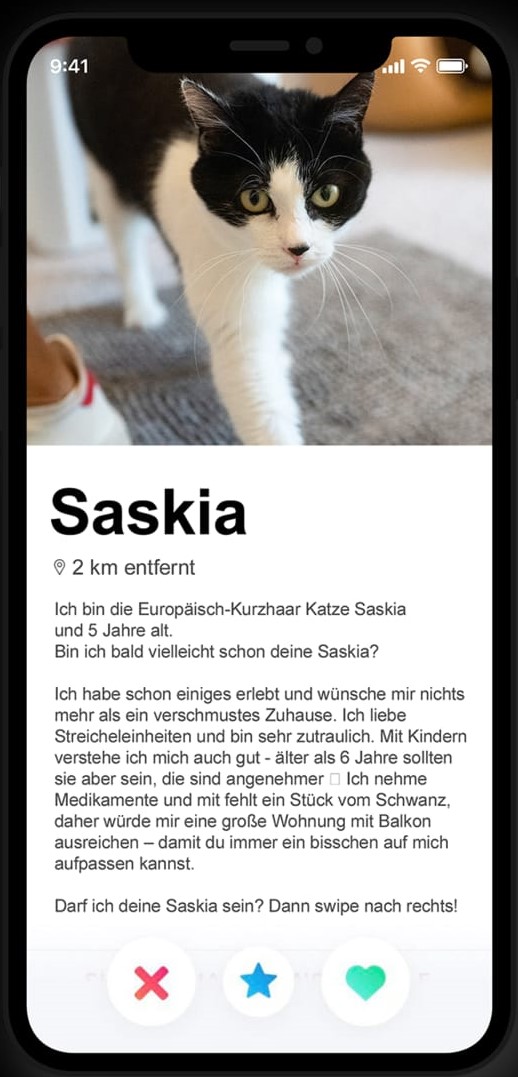 9:41
Saskia
2 km entfernt
Ich bin die Europäisch-Kurzhaar Katze Saskia
und 5 Jahre alt.
Bin ich bald vielleicht schon deine Saskia?
Ich habe schon einiges erlebt und wünsche mir nichts
mehr als ein verschmustes Zuhause. Ich liebe
Streicheleinheiten und bin sehr zutraulich. Mit Kindern
verstehe ich mich auch gut - älter als 6 Jahre sollten
sie aber sein, die sind angenehmer □ Ich nehme
Medikamente und mit fehlt ein Stück vom Schwanz,
daher würde mir eine große Wohnung mit Balkon
ausreichen – damit du immer ein bisschen auf mich
aufpassen kannst.
Darf ich deine Saskia sein? Dann swipe nach rechts!